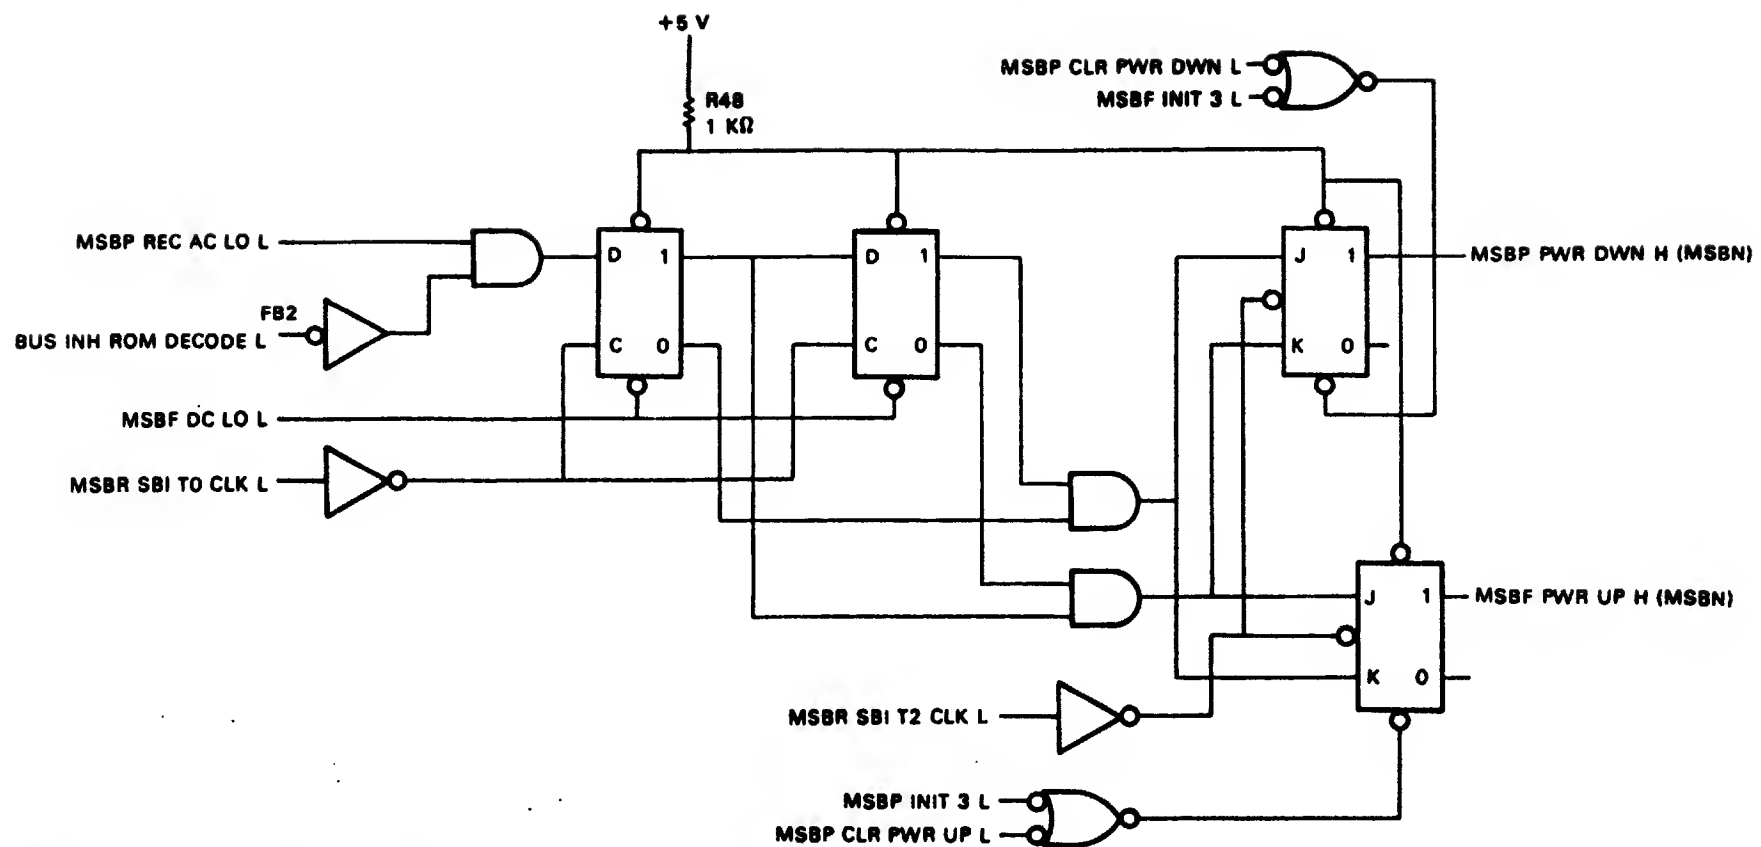 +5 V
R48
1 KΩ
MSBP CLR PWR DWN L
MSBF INIT 3 L
MSBP REC AC LO L
FB2
BUS INH ROM DECODE L
MSBF DC LO L
MSBR SBI T0 CLK L
D 1
C 0
D 1
C 0
J 1
K 0
MSBP PWR DWN H (MSBN)
J 1
K 0
MSBF PWR UP H (MSBN)
MSBR SBI T2 CLK L
MSBP INIT 3 L
MSBP CLR PWR UP L